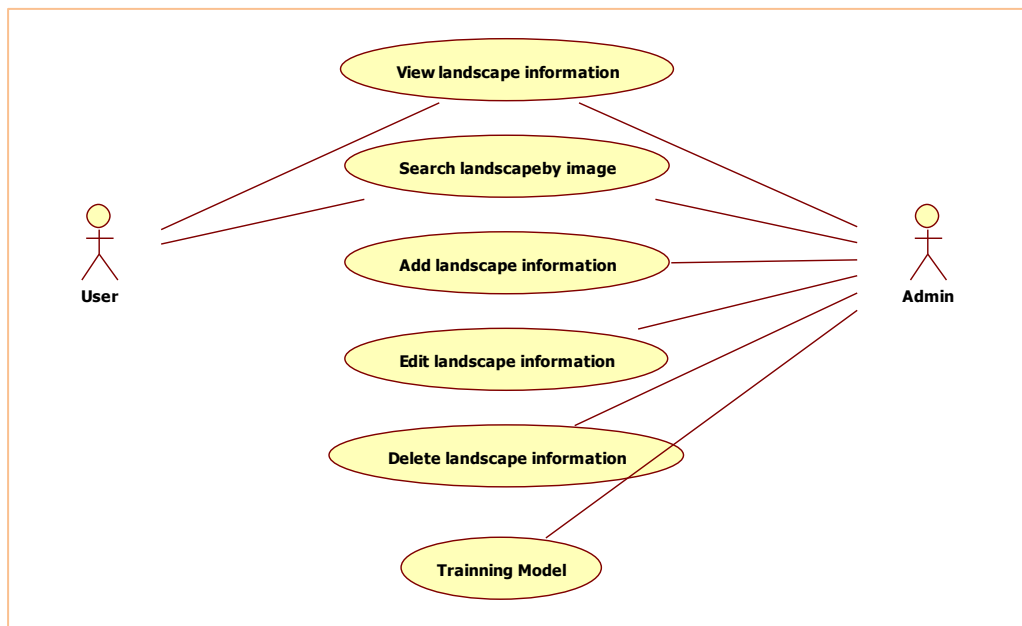 View landscape information
Search landscapeby image
User
Admin
Add landscape information
Edit landscape information
Delete landscape information
Trainning Model